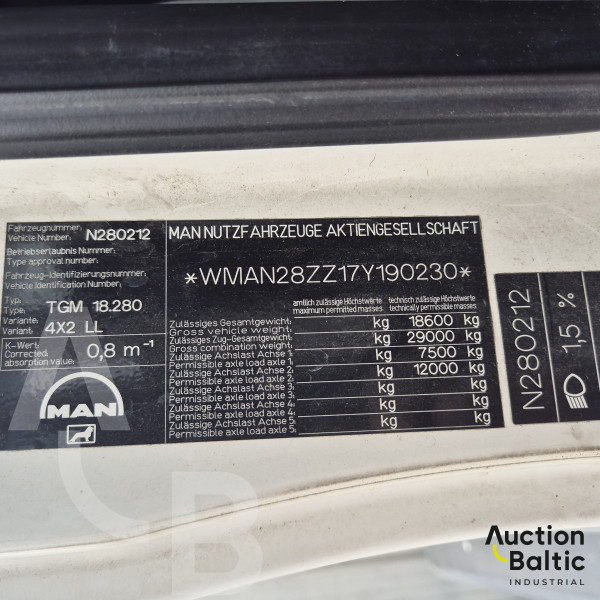 Fahrzeugnummer:
Vehicle Number: N280212
Betriebserlaubnis Nummer:
Type approval number:
Fahrzeug-Identifizierungsnummer:
Vehicle Identification Number:
Typ:
Type: TGM 18.280
Variante:
Variant: 4X2 LL
K-Wert:
Corrected
absorption value: 0,8 m⁻¹
MAN
MAN NUTZFAHRZEUGE AKTIENGESELLSCHAFT
*WMAN28ZZ17Y190230*
amtlich zulässige Höchstwerte technisch zulässige Höchstwerte
maximum permitted masses technically permissible masses
Zulässiges Gesamtgewicht:
Gross vehicle weight: kg 18600 kg
Zulässiges Zug-Gesamtgewicht:
Gross combination weight: kg 29000 kg
Zulässige Achslast Achse 1:
Permissible axle load axle 1: kg 7500 kg
Zulässige Achslast Achse 2:
Permissible axle load axle 2: kg 12000 kg
Zulässige Achslast Achse 3:
Permissible axle load axle 3: kg kg
Zulässige Achslast Achse 4:
Permissible axle load axle 4: kg kg
Zulässige Achslast Achse 5:
Permissible axle load axle 5: kg kg
N280212
1,5 %
ACB
Auction
Baltic
INDUSTRIAL